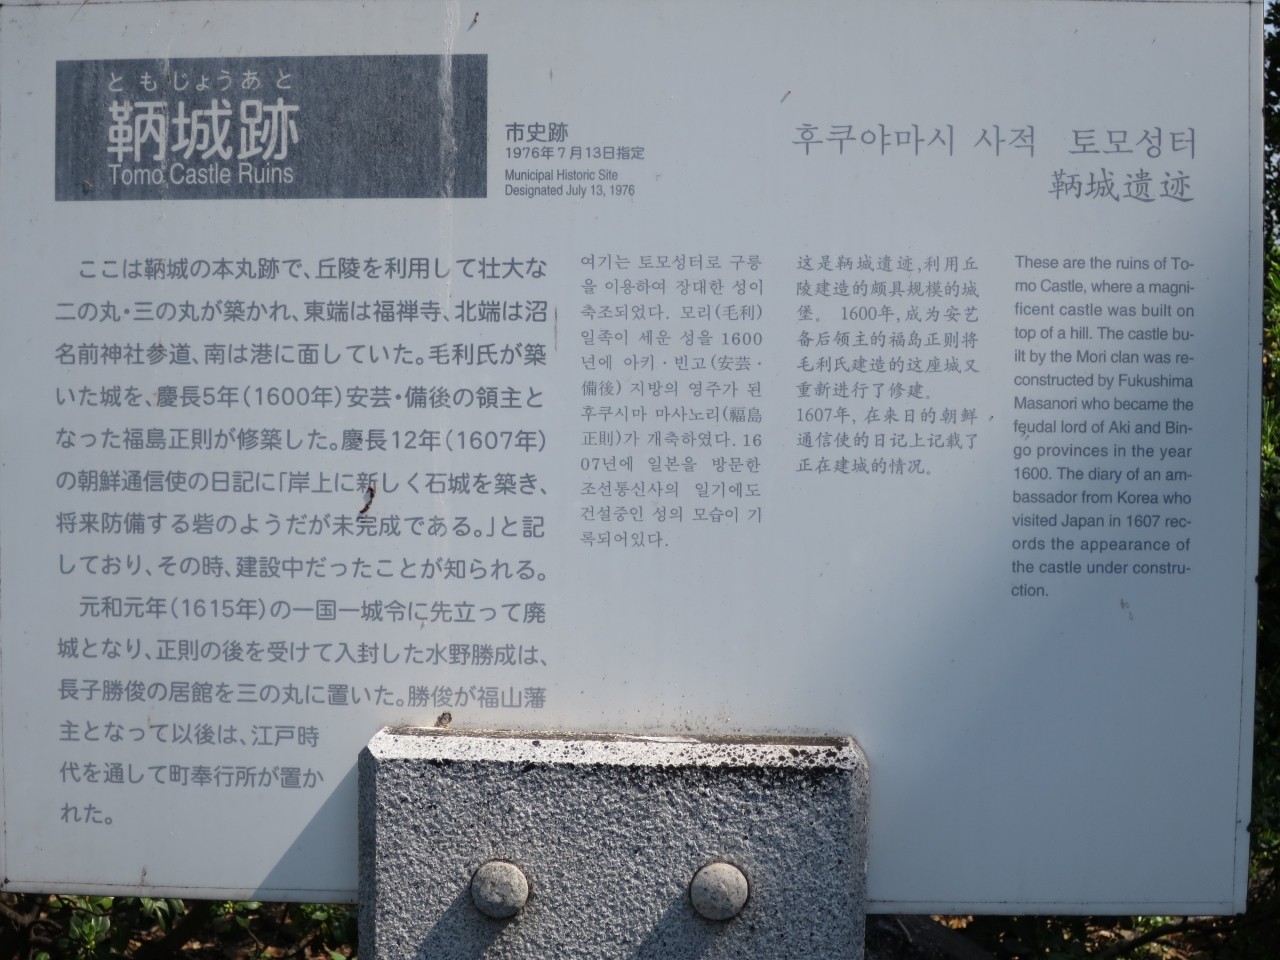 ともじょうあと
鞆城跡
Tomo Castle Ruins
市史跡
1976年7月13日指定
Municipal Historic Site
Designated July 13, 1976
후쿠야마시 사적 토모성터
鞆城遗迹
ここは鞆城の本丸跡で、丘陵を利用して壮大な
二の丸・三の丸が築かれ、東端は福禅寺、北端は沼
名前神社参道、南は港に面していた。毛利氏が築
いた城を、慶長5年(1600年)安芸・備後の領主と
なった福島正則が修築した。慶長12年(1607年)
の朝鮮通信使の日記に「岸上に新しく石城を築き、
将来防備する砦のようだが未完成である。」と記
しており、その時、建設中だったことが知られる。
元和元年(1615年)の一国一城令に先立って廃
城となり、正則の後を受けて入封した水野勝成は、
長子勝俊の居館を三の丸に置いた。勝俊が福山藩
主となって以後は、江戸時
代を通して町奉行所が置か
れた。
여기는 토모성터로 구릉
을 이용하여 장대한 성이
축조되었다. 모리(毛利)
일족이 세운 성을 1600
년에 아키·빈고(安芸·
備後) 지방의 영주가 된
후쿠시마 마사노리(福島
正則)가 개축하였다. 16
07년에 일본을 방문한
조선통신사의 일기에도
건설중인 성의 모습이 기
록되어있다.
这是鞆城遗迹,利用丘
陵建造的颇具规模的城
堡。 1600年,成为安艺
备后领主的福岛正则将
毛利氏建造的这座城又
重新进行了修建。
1607年, 在来日的朝鲜
通信使的日记上记载了
正在建城的情况。
These are the ruins of To-
mo Castle, where a magni-
ficent castle was built on
top of a hill. The castle bu-
ilt by the Mori clan was re-
constructed by Fukushima
Masanori who became the
feudal lord of Aki and Bin-
go provinces in the year
1600. The diary of an am-
bassador from Korea who
visited Japan in 1607 rec-
ords the appearance of
the castle under constru-
ction.